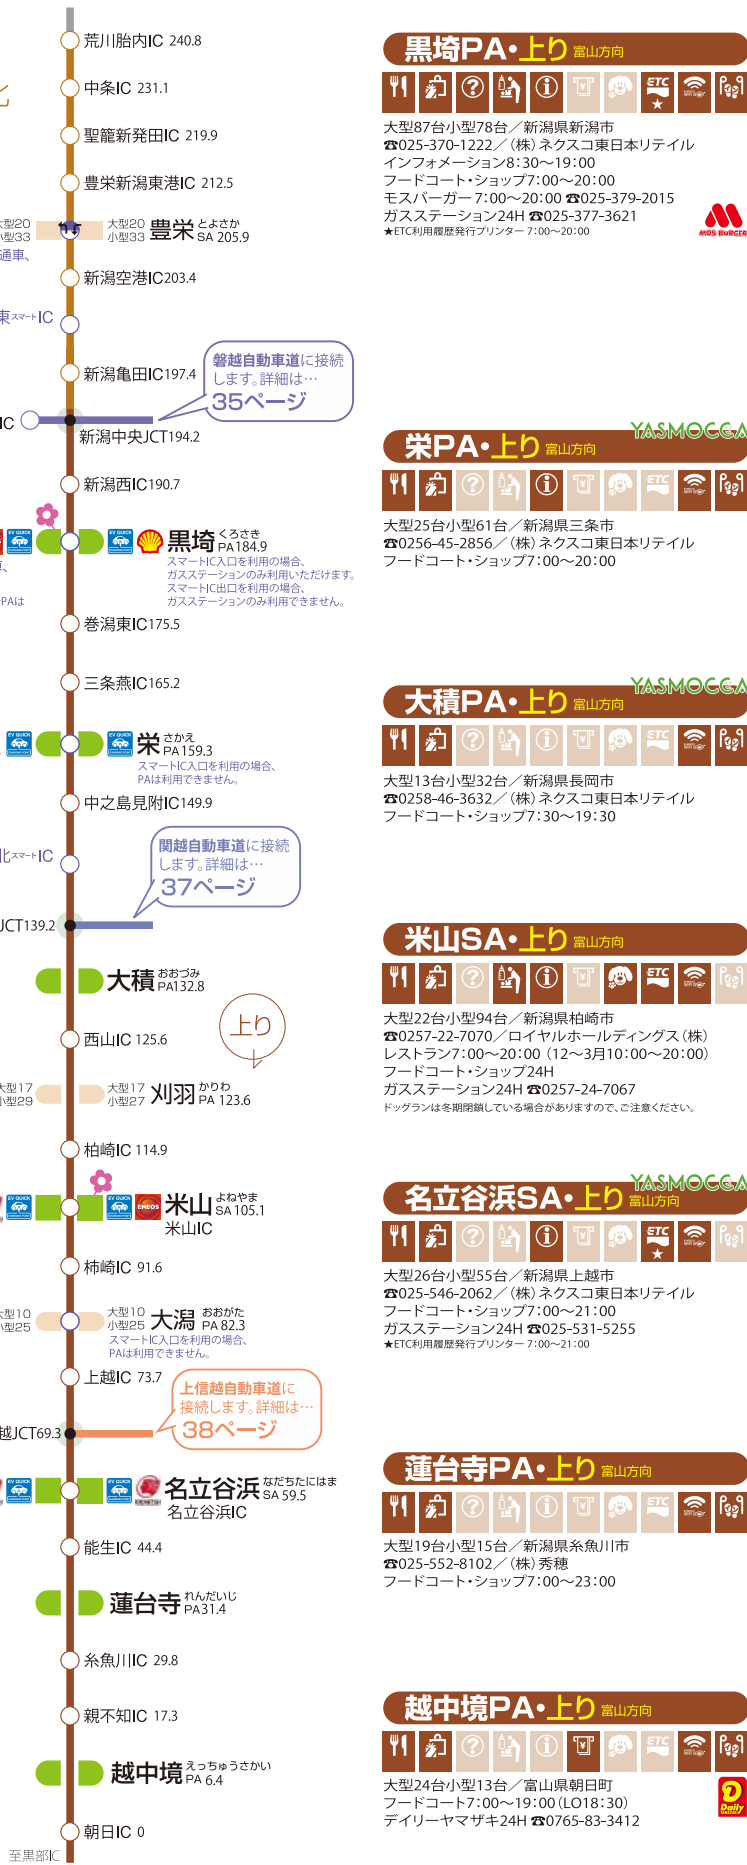 荒川胎内IC 240.8
中条IC 231.1
聖籠新発田IC 219.9
豊栄新潟東港IC 212.5
大型20
小型33
大型20
小型33
豊栄 とよさか
SA 205.9
通車、
新潟空港IC203.4
東スマートIC
新潟亀田IC197.4
磐越自動車道に接続
します。詳細は…
35ページ
IC
新潟中央JCT194.2
新潟西IC190.7
EV QUICK
EV QUICK
黒埼 くろさき
PA184.9
スマートIC入口を利用の場合、
ガスステーションのみ利用いただけます。
スマートIC出口を利用の場合、
ガスステーションのみ利用できません。
PAは
巻潟東IC175.5
三条燕IC165.2
EV QUICK
EV QUICK
栄 さかえ
PA159.3
スマートIC入口を利用の場合、
PAは利用できません。
中之島見附IC149.9
北スマートIC
関越自動車道に接続
します。詳細は…
37ページ
JCT139.2
大積 おおづみ
PA132.8
上り
西山IC 125.6
大型17
小型29
大型17
小型27
刈羽 かりわ
PA 123.6
柏崎IC 114.9
EV QUICK
EV QUICK
ENEOS
米山 よねやま
SA105.1
米山IC
柿崎IC 91.6
大型10
小型25
大型10
小型25
大潟 おおがた
PA 82.3
スマートIC入口を利用の場合、
PAは利用できません。
上越IC 73.7
上信越自動車道に
接続します。詳細は…
38ページ
越JCT69.3
EV QUICK
EV QUICK
名立谷浜 なだちたにはま
SA 59.5
名立谷浜IC
能生IC 44.4
蓮台寺 れんだいじ
PA31.4
糸魚川IC 29.8
親不知IC 17.3
越中境 えっちゅうさかい
PA 6.4
朝日IC 0
至黒部IC
黒埼PA・上り 富山方向
ETC
★
大型87台小型78台／新潟県新潟市
☎025-370-1222／（株）ネクスコ東日本リテイル
インフォメーション8:30〜19:00
フードコート・ショップ7:00〜20:00
モスバーガー7:00〜20:00 ☎025-379-2015
ガスステーション24H ☎025-377-3621
★ETC利用履歴発行プリンター 7:00〜20:00
MOS BURGER
YASMOCCA
栄PA・上り 富山方向
ETC
大型25台小型61台／新潟県三条市
☎0256-45-2856／（株）ネクスコ東日本リテイル
フードコート・ショップ7:00〜20:00
YASMOCCA
大積PA・上り 富山方向
ETC
大型13台小型32台／新潟県長岡市
☎0258-46-3632／（株）ネクスコ東日本リテイル
フードコート・ショップ7:30〜19:30
米山SA・上り 富山方向
ETC
大型22台小型94台／新潟県柏崎市
☎0257-22-7070／ロイヤルホールディングス（株）
レストラン7:00〜20:00（12〜3月10:00〜20:00）
フードコート・ショップ24H
ガスステーション24H ☎0257-24-7067
ドッグランは冬期閉鎖している場合がありますので、ご注意ください。
YASMOCCA
名立谷浜SA・上り 富山方向
ETC
★
大型26台小型55台／新潟県上越市
☎025-546-2062／（株）ネクスコ東日本リテイル
フードコート・ショップ7:00〜21:00
ガスステーション24H ☎025-531-5255
★ETC利用履歴発行プリンター 7:00〜21:00
蓮台寺PA・上り 富山方向
ETC
大型19台小型15台／新潟県糸魚川市
☎025-552-8102／（株）秀穂
フードコート・ショップ7:00〜23:00
越中境PA・上り 富山方向
ETC
大型24台小型13台／富山県朝日町
フードコート7:00〜19:00(LO18:30)
デイリーヤマザキ24H ☎0765-83-3412
Daily